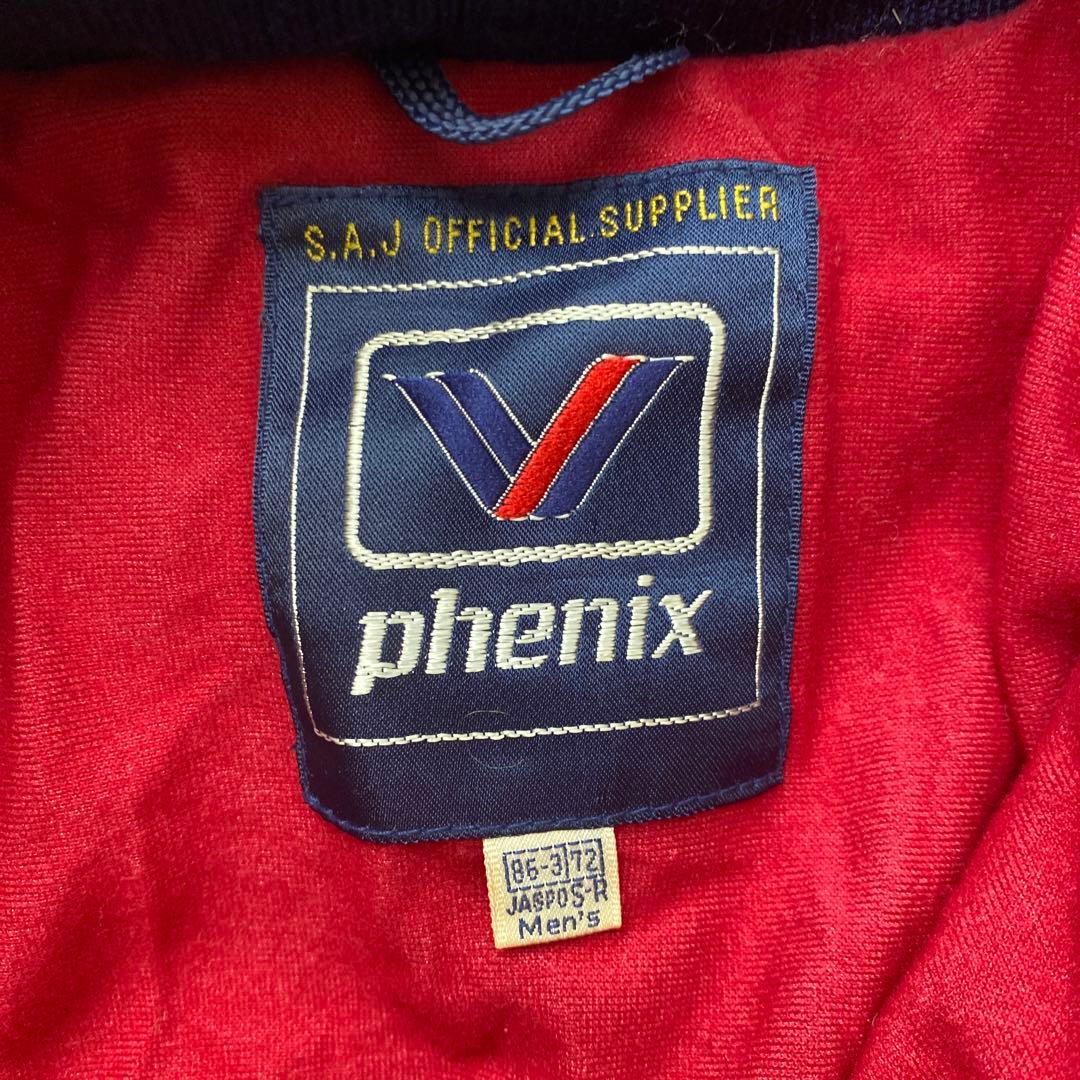 S.A.J OFFICIAL SUPPLIER
phenix
86-3 72
JASPO S-R
Men's